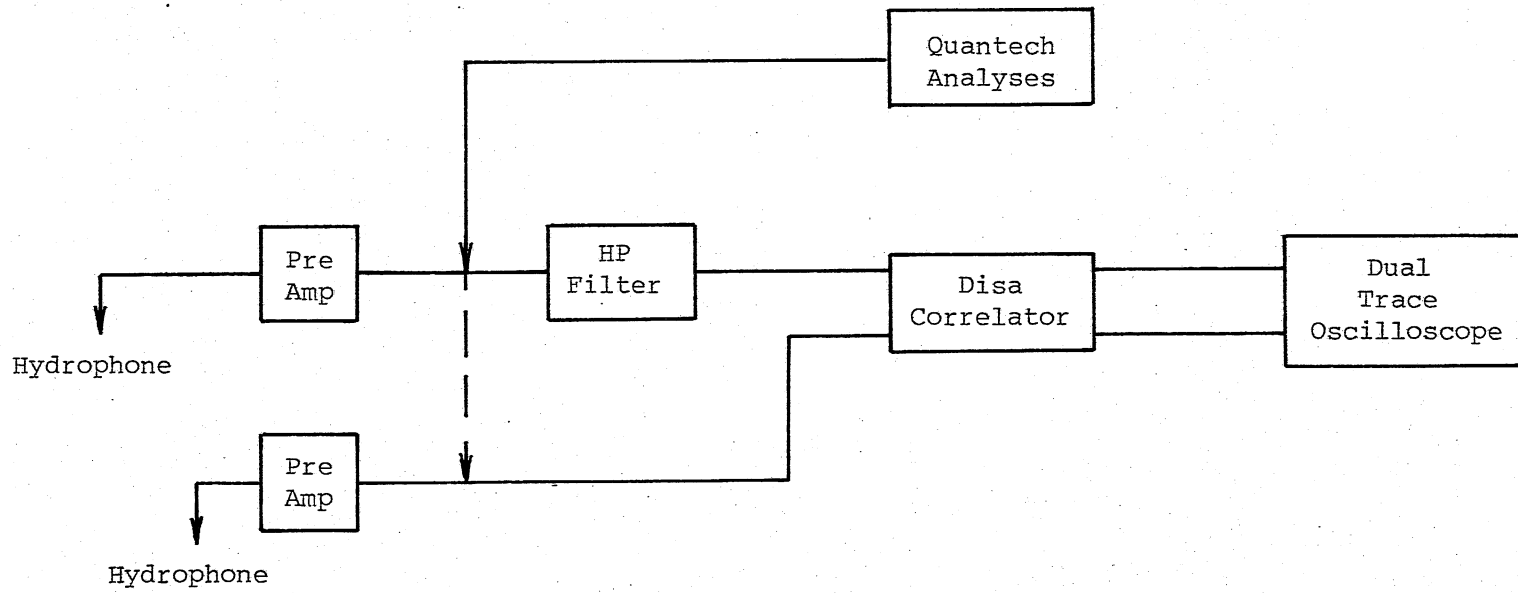 Quantech
Analyses
Pre
Amp
HP
Filter
Disa
Correlator
Dual
Trace
Oscilloscope
Hydrophone
Pre
Amp
Hydrophone